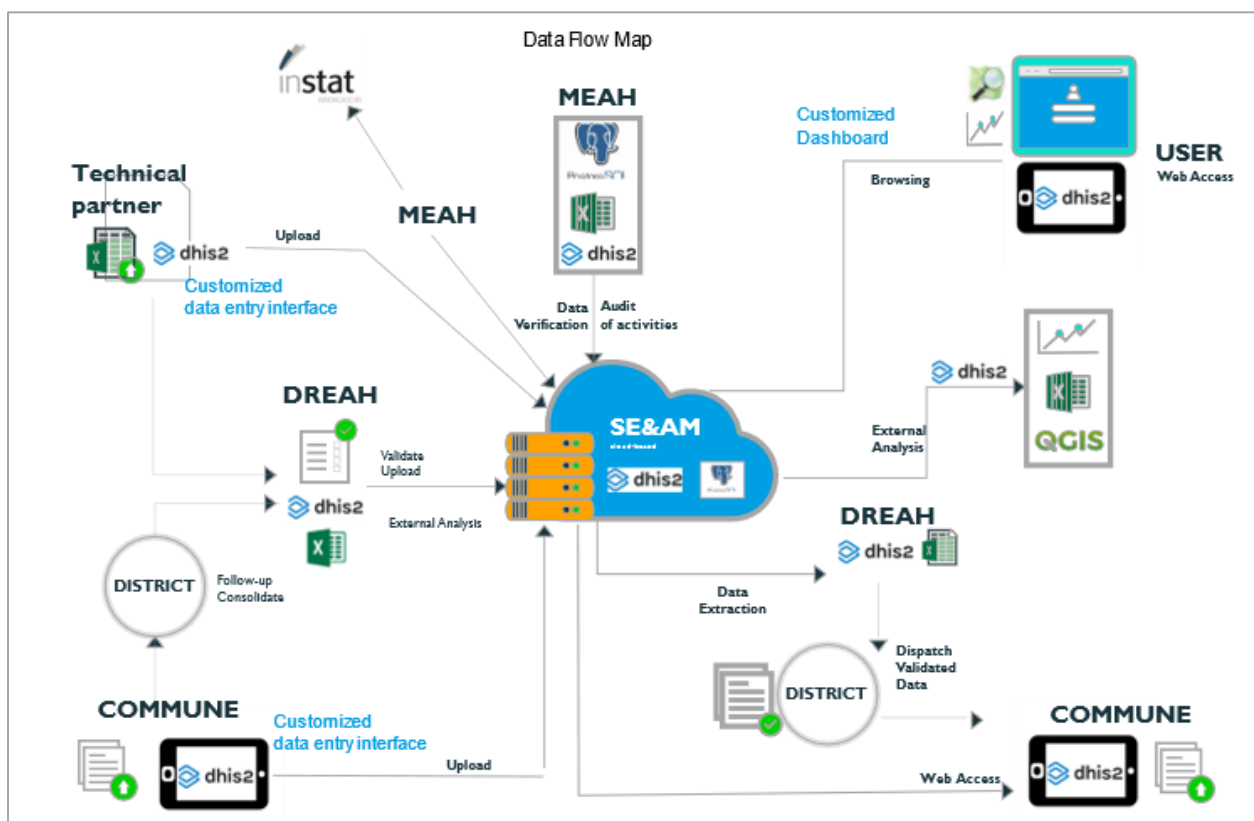 Data Flow Map
instat
MADAGASCAR
MEAH
PostgreSQL
dhis2
Customized
Dashboard
Browsing
USER
Web Access
dhis2
Technical
partner
dhis2
Upload
Customized
data entry interface
MEAH
Data
Verification
Audit
of activities
dhis2
External
Analysis
QGIS
DREAH
dhis2
Validate
Upload
External Analysis
SE&AM
cloud-based
dhis2
DREAH
dhis2
Data
Extraction
DISTRICT
Follow-up
Consolidate
Dispatch
Validated
Data
DISTRICT
COMMUNE
dhis2
Customized
data entry interface
Upload
COMMUNE
dhis2
Web Access